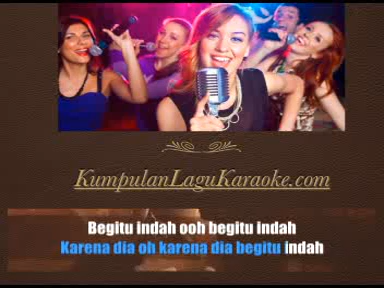 KumpulanLaguKaraoke.com
Begitu indah ooh begitu indah
Karena dia oh karena dia begitu indah